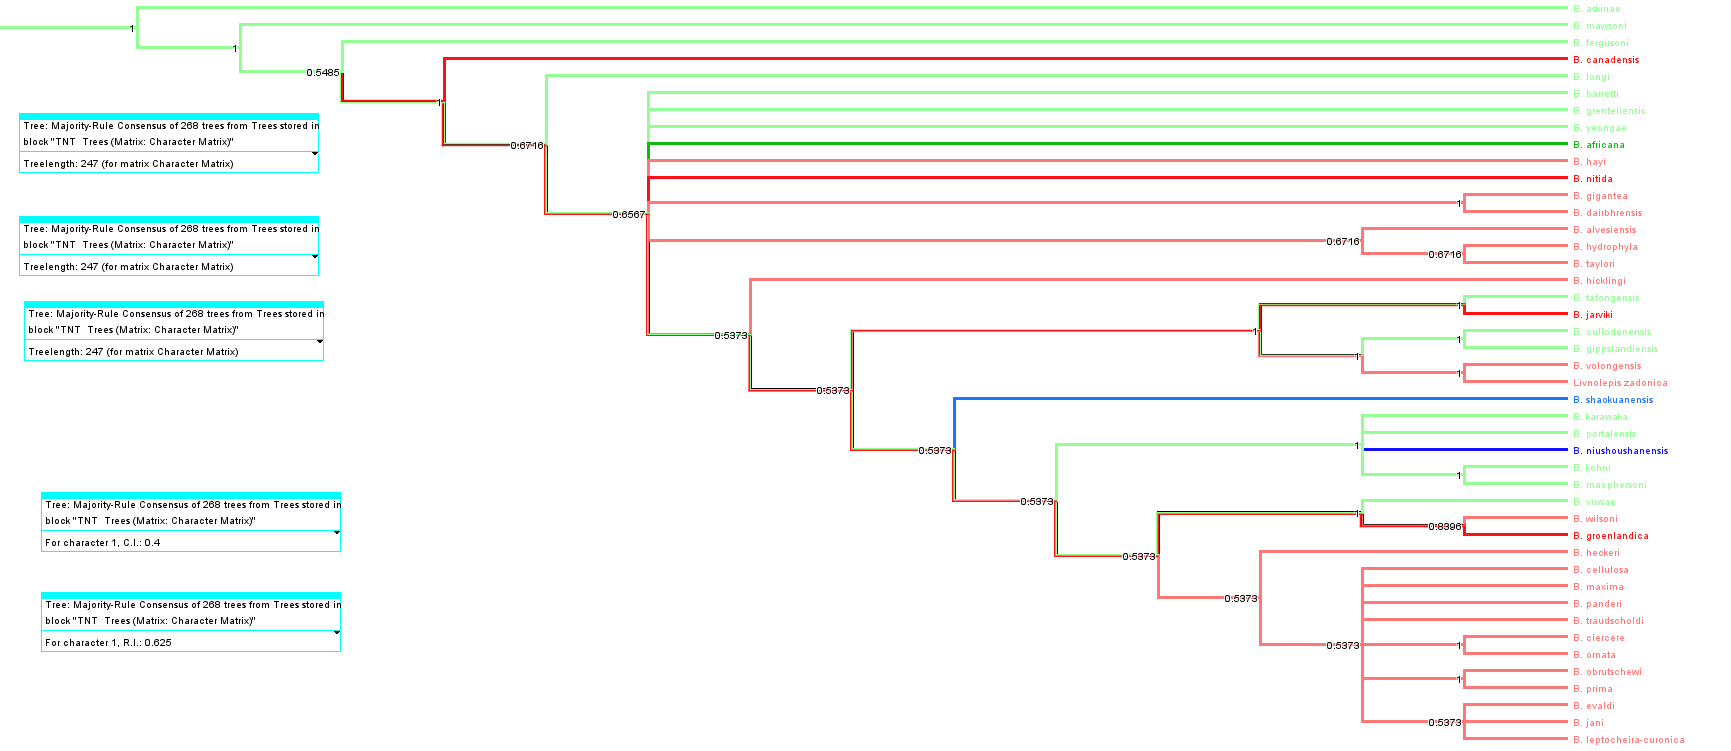 B. askinae
1
B. mawsoni
1
B. fergusoni
0.5485
B. canadensis
1
B. longi
0.6716
B. barretti
B. grenfellensis
B. yeungae
B. africana
B. hayi
B. nitida
0.6567
B. gigantea
1
B. dairbhrensis
B. alvesiensis
0.6716
B. hydrophyla
0.6716
B. taylori
B. hicklingi
0.5373
B. tatongensis
1
B. jarviki
1
B. cullodenensis
1
B. gippslandiensis
1
B. volongensis
1
Livnolepis zadonica
0.5373
B. shaokuanensis
0.5373
B. karawaka
B. portalensis
1
B. niushoushanensis
B. kohni
1
B. macphersoni
0.5373
B. vuwae
1
B. wilsoni
0.8396
B. groenlandica
0.5373
B. heckeri
0.5373
B. cellulosa
B. maxima
B. panderi
B. traudscholdi
0.5373
B. ciercere
1
B. ornata
B. obrutschewi
1
B. prima
B. evaldi
0.5373
B. jani
B. leptocheira-curonica
Tree: Majority-Rule Consensus of 268 trees from Trees stored in
block "TNT Trees (Matrix: Character Matrix)"
Treelength: 247 (for matrix Character Matrix)
Tree: Majority-Rule Consensus of 268 trees from Trees stored in
block "TNT Trees (Matrix: Character Matrix)"
Treelength: 247 (for matrix Character Matrix)
Tree: Majority-Rule Consensus of 268 trees from Trees stored in
block "TNT Trees (Matrix: Character Matrix)"
Treelength: 247 (for matrix Character Matrix)
Tree: Majority-Rule Consensus of 268 trees from Trees stored in
block "TNT Trees (Matrix: Character Matrix)"
For character 1, C.I.: 0.4
Tree: Majority-Rule Consensus of 268 trees from Trees stored in
block "TNT Trees (Matrix: Character Matrix)"
For character 1, R.I.: 0.625